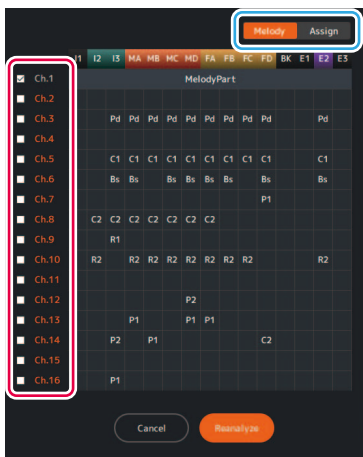 Melody Assign
I1 I2 I3 MA MB MC MD FA FB FC FD BK E1 E2 E3
Ch.1 MelodyPart
Ch.2
Ch.3 Pd Pd Pd Pd Pd Pd Pd Pd Pd Pd
Ch.4
Ch.5 C1 C1 C1 C1 C1 C1 C1 C1 C1 C1
Ch.6 Bs Bs Bs Bs Bs Bs Bs Bs
Ch.7 P1
Ch.8 C2 C2 C2 C2 C2 C2 C2
Ch.9 R1
Ch.10 R2 R2 R2 R2 R2 R2 R2 R2 R2
Ch.11
Ch.12 P2
Ch.13 P1 P1 P1
Ch.14 P2 P1 C2
Ch.15
Ch.16 P1
Cancel Reanalyze